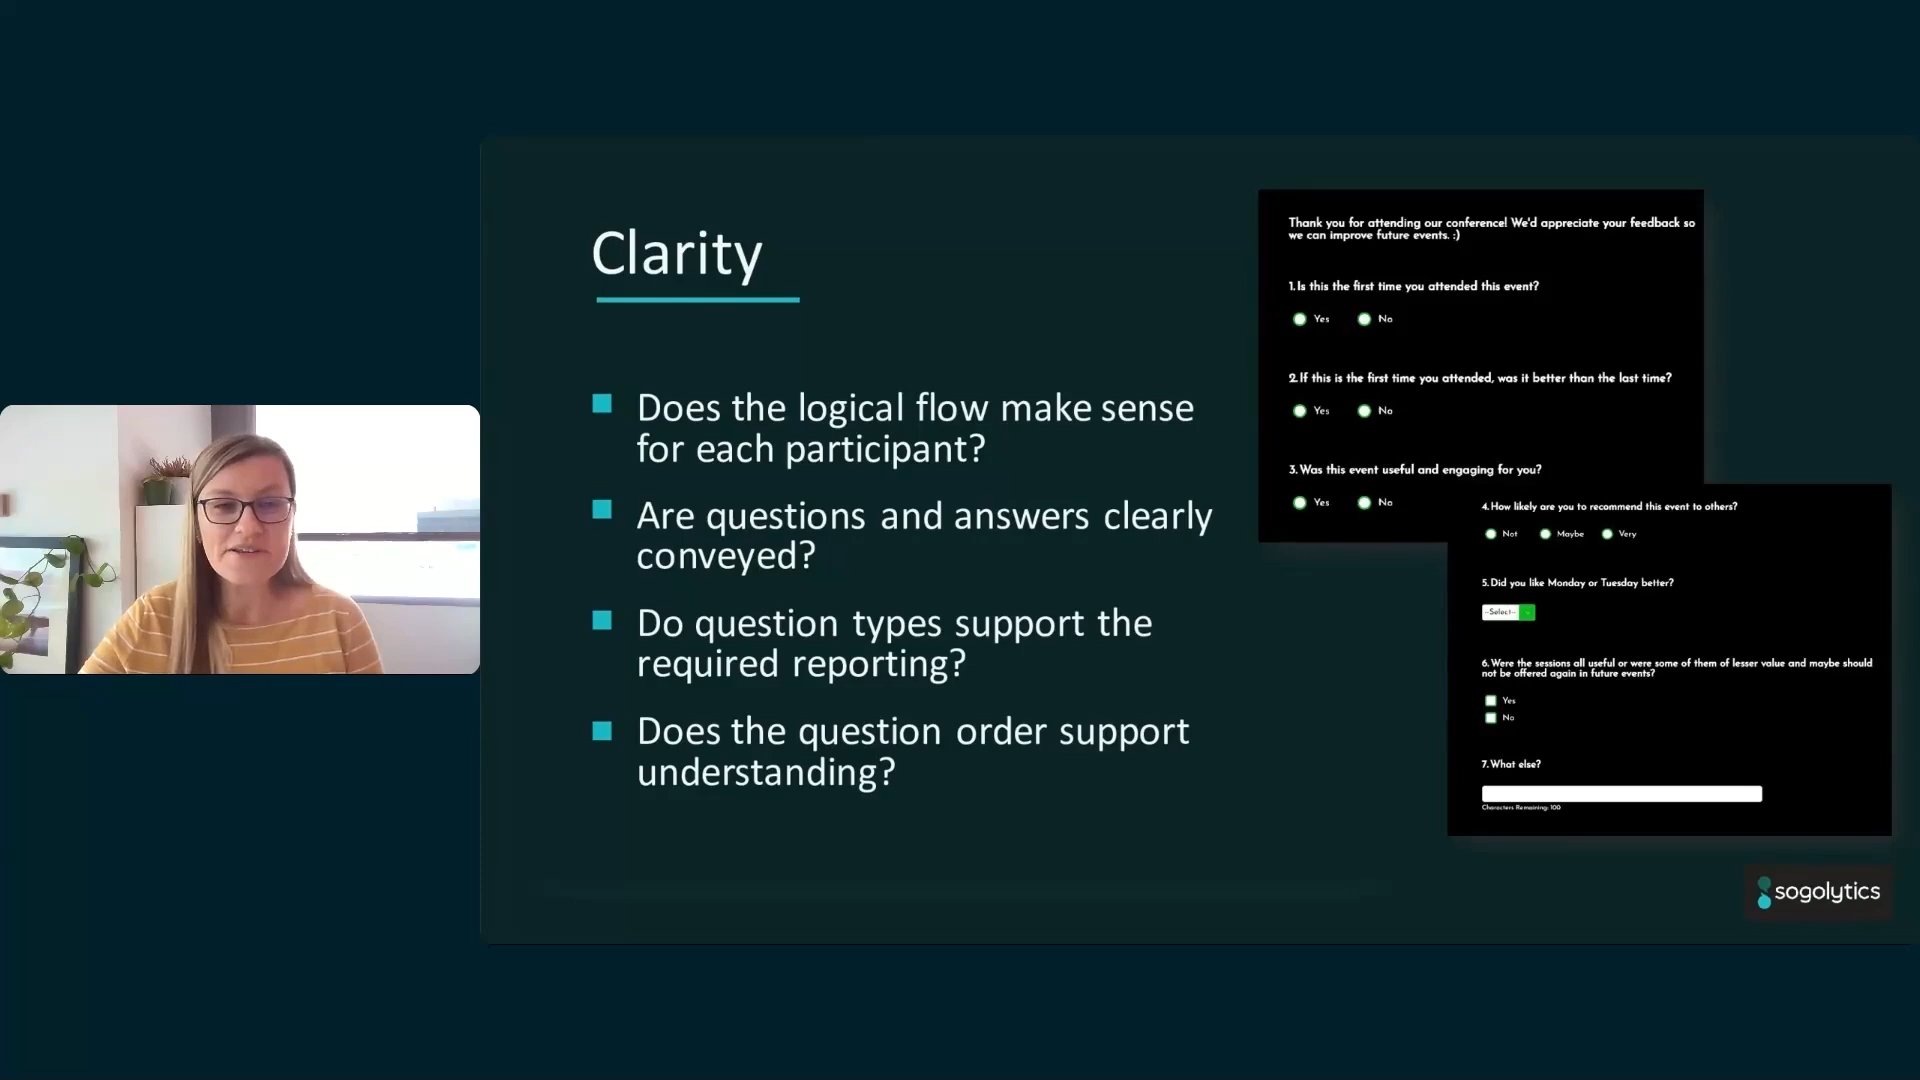 Clarity
Does the logical flow make sense
for each participant?
Are questions and answers clearly
conveyed?
Do question types support the
required reporting?
Does the question order support
understanding?
Thank you for attending our conference! We'd appreciate your feedback so
we can improve future events. :)
1. Is this the first time you attended this event?
Yes No
2. If this is the first time you attended, was it better than the last time?
Yes No
3. Was this event useful and engaging for you?
Yes No
4. How likely are you to recommend this event to others?
Not Maybe Very
5. Did you like Monday or Tuesday better?
--Select--
6. Were the sessions all useful or were some of them of lesser value and maybe should
not be offered again in future events?
Yes
No
7. What else?
Characters Remaining: 100
sogolytics